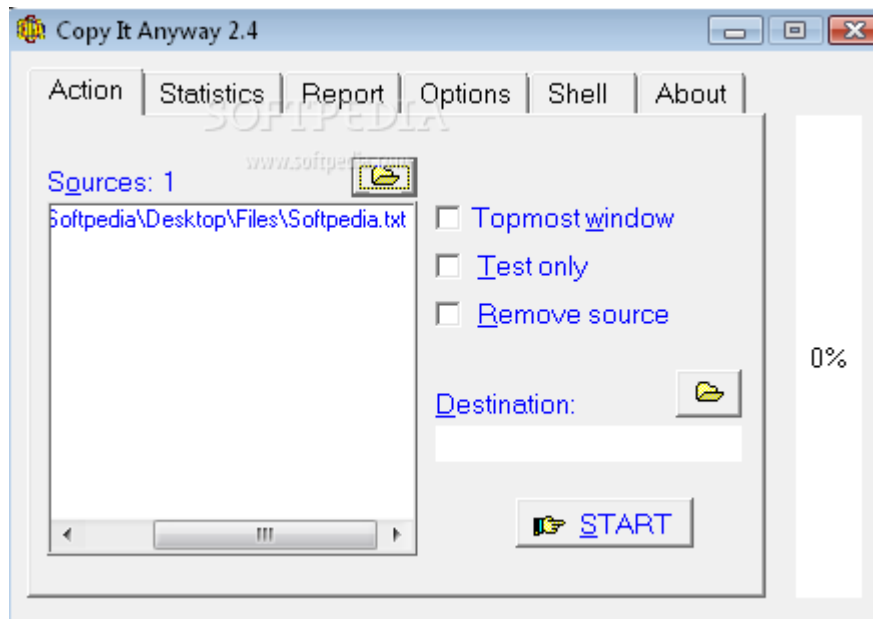 Copy It Anyway 2.4
Action Statistics Report Options Shell About
SOFTPEDIA
www.softpedia.com
Sources: 1
Softpedia\Desktop\Files\Softpedia.txt
Topmost window
Test only
Remove source
0%
Destination:
START